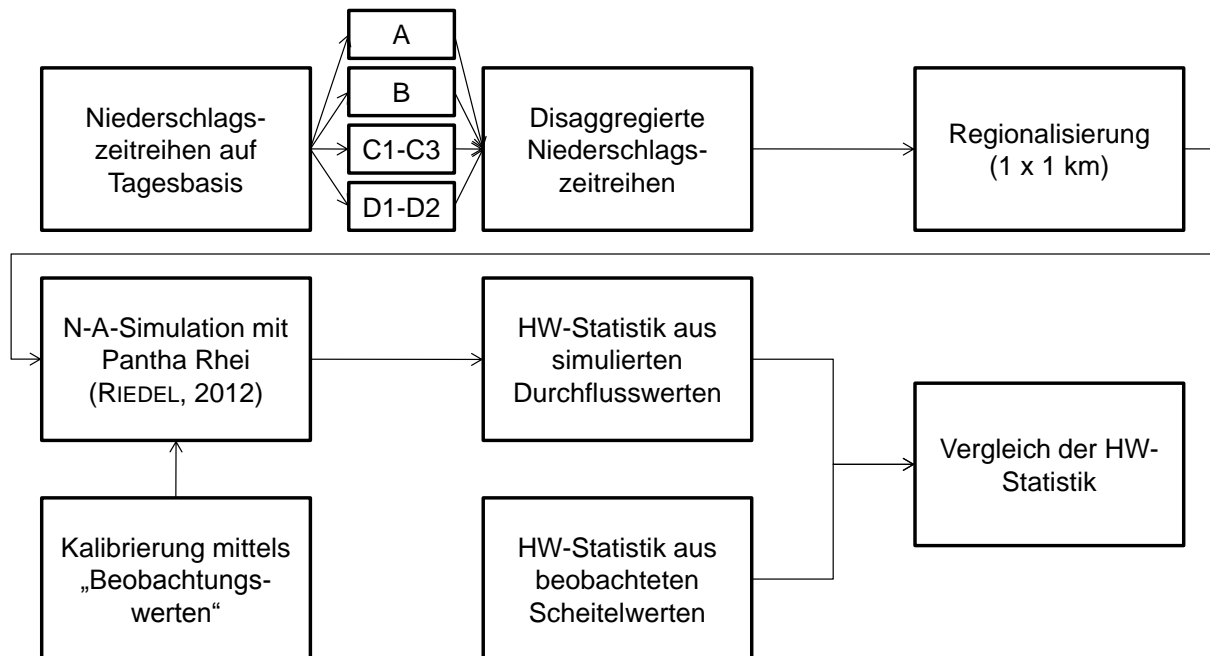 Niederschlags-
zeitreihen auf
Tagesbasis
A
B
C1-C3
D1-D2
Disaggregierte
Niederschlags-
zeitreihen
Regionalisierung
(1 x 1 km)
N-A-Simulation mit
Pantha Rhei
(RIEDEL, 2012)
HW-Statistik aus
simulierten
Durchflusswerten
Vergleich der HW-
Statistik
Kalibrierung mittels
„Beobachtungs-
werten“
HW-Statistik aus
beobachteten
Scheitelwerten